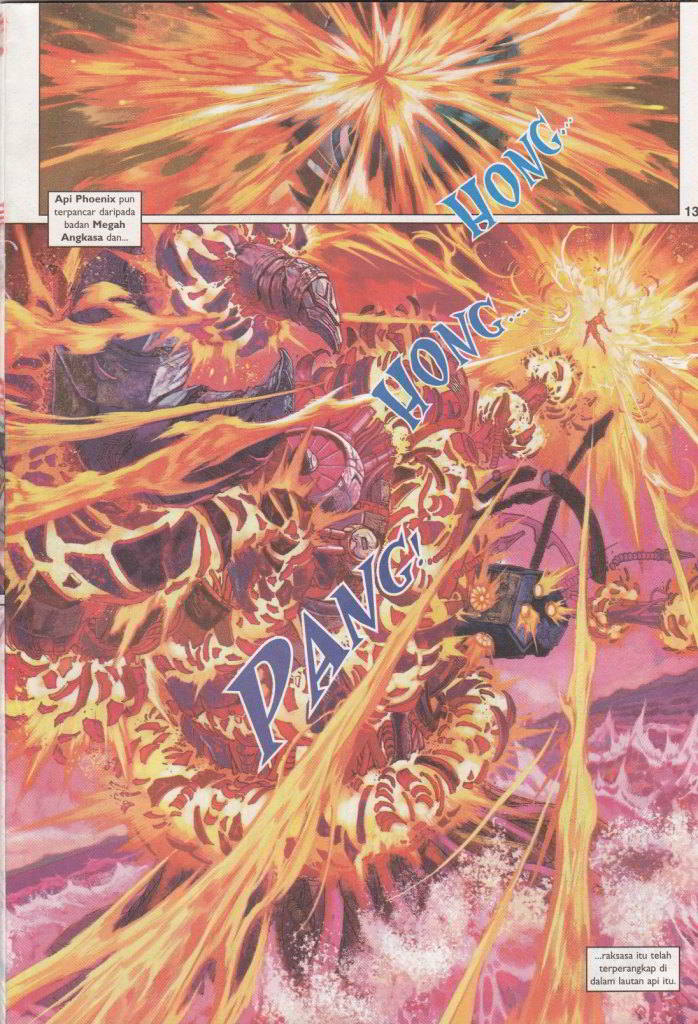 HONG...
13
Api Phoenix pun
terpancar daripada
badan Megah
Angkasa dan...
HONG...
PANG!..
...raksasa itu telah
terperangkap di
dalam lautan api itu.